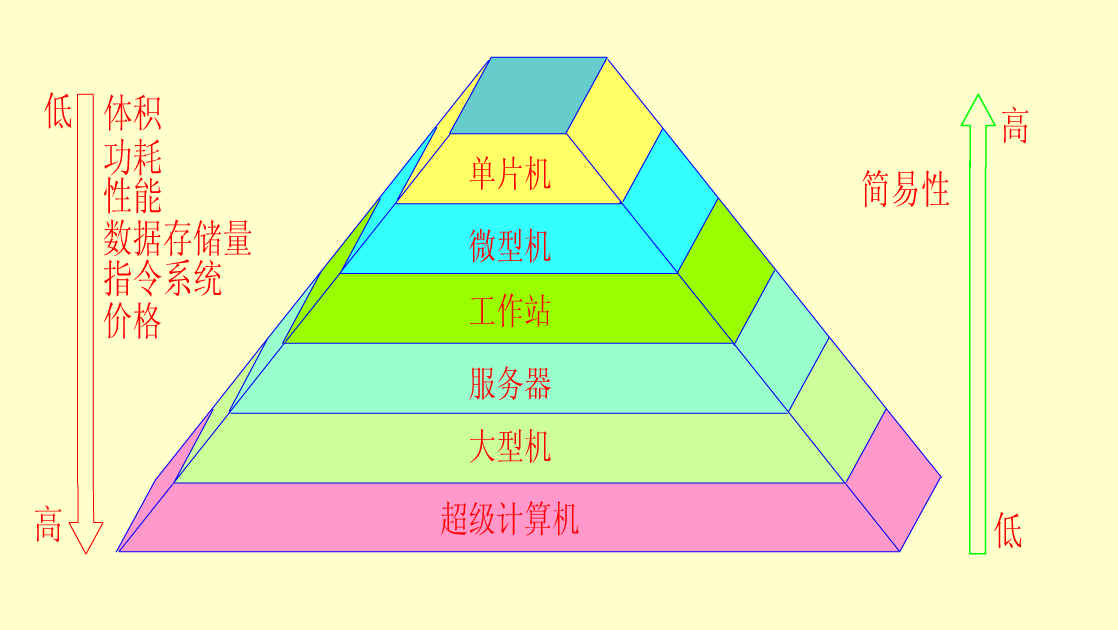 低
体积
功耗
性能
数据存储量
指令系统
价格
高
单片机
微型机
工作站
服务器
大型机
超级计算机
高
简易性
低